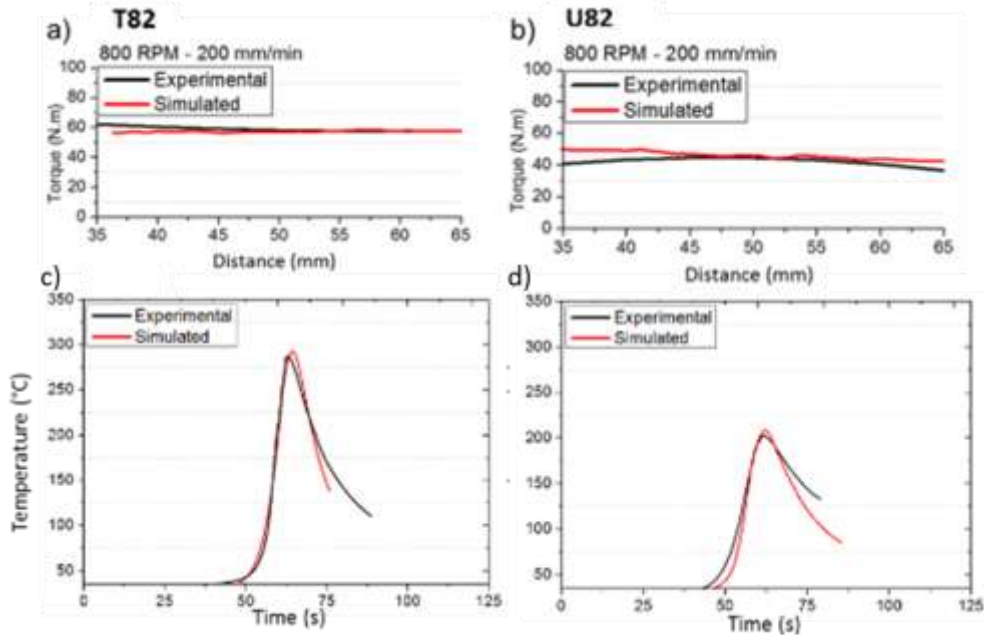 T82
a)
800 RPM - 200 mm/min
Experimental
Simulated
Torque (N.m)
100
80
60
40
20
0
35 40 45 50 55 60 65
Distance (mm)
U82
b)
800 RPM - 200 mm/min
Experimental
Simulated
Torque (N.m)
100
80
60
40
20
0
35 40 45 50 55 60 65
Distance (mm)
c)
Experimental
Simulated
Temperature (°C)
350
300
250
200
150
100
50
0 25 50 75 100 125
Time (s)
d)
Experimental
Simulated
350
300
250
200
150
100
50
0 25 50 75 100 125
Time (s)